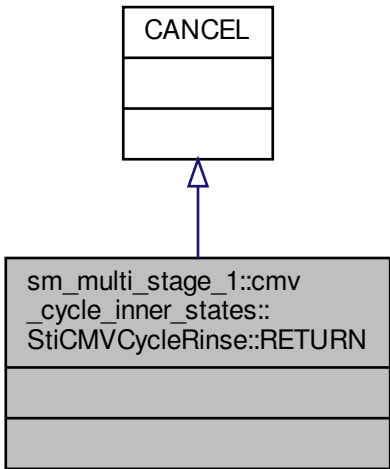 CANCEL
sm_multi_stage_1::cmv
_cycle_inner_states::
StiCMVCycleRinse::RETURN